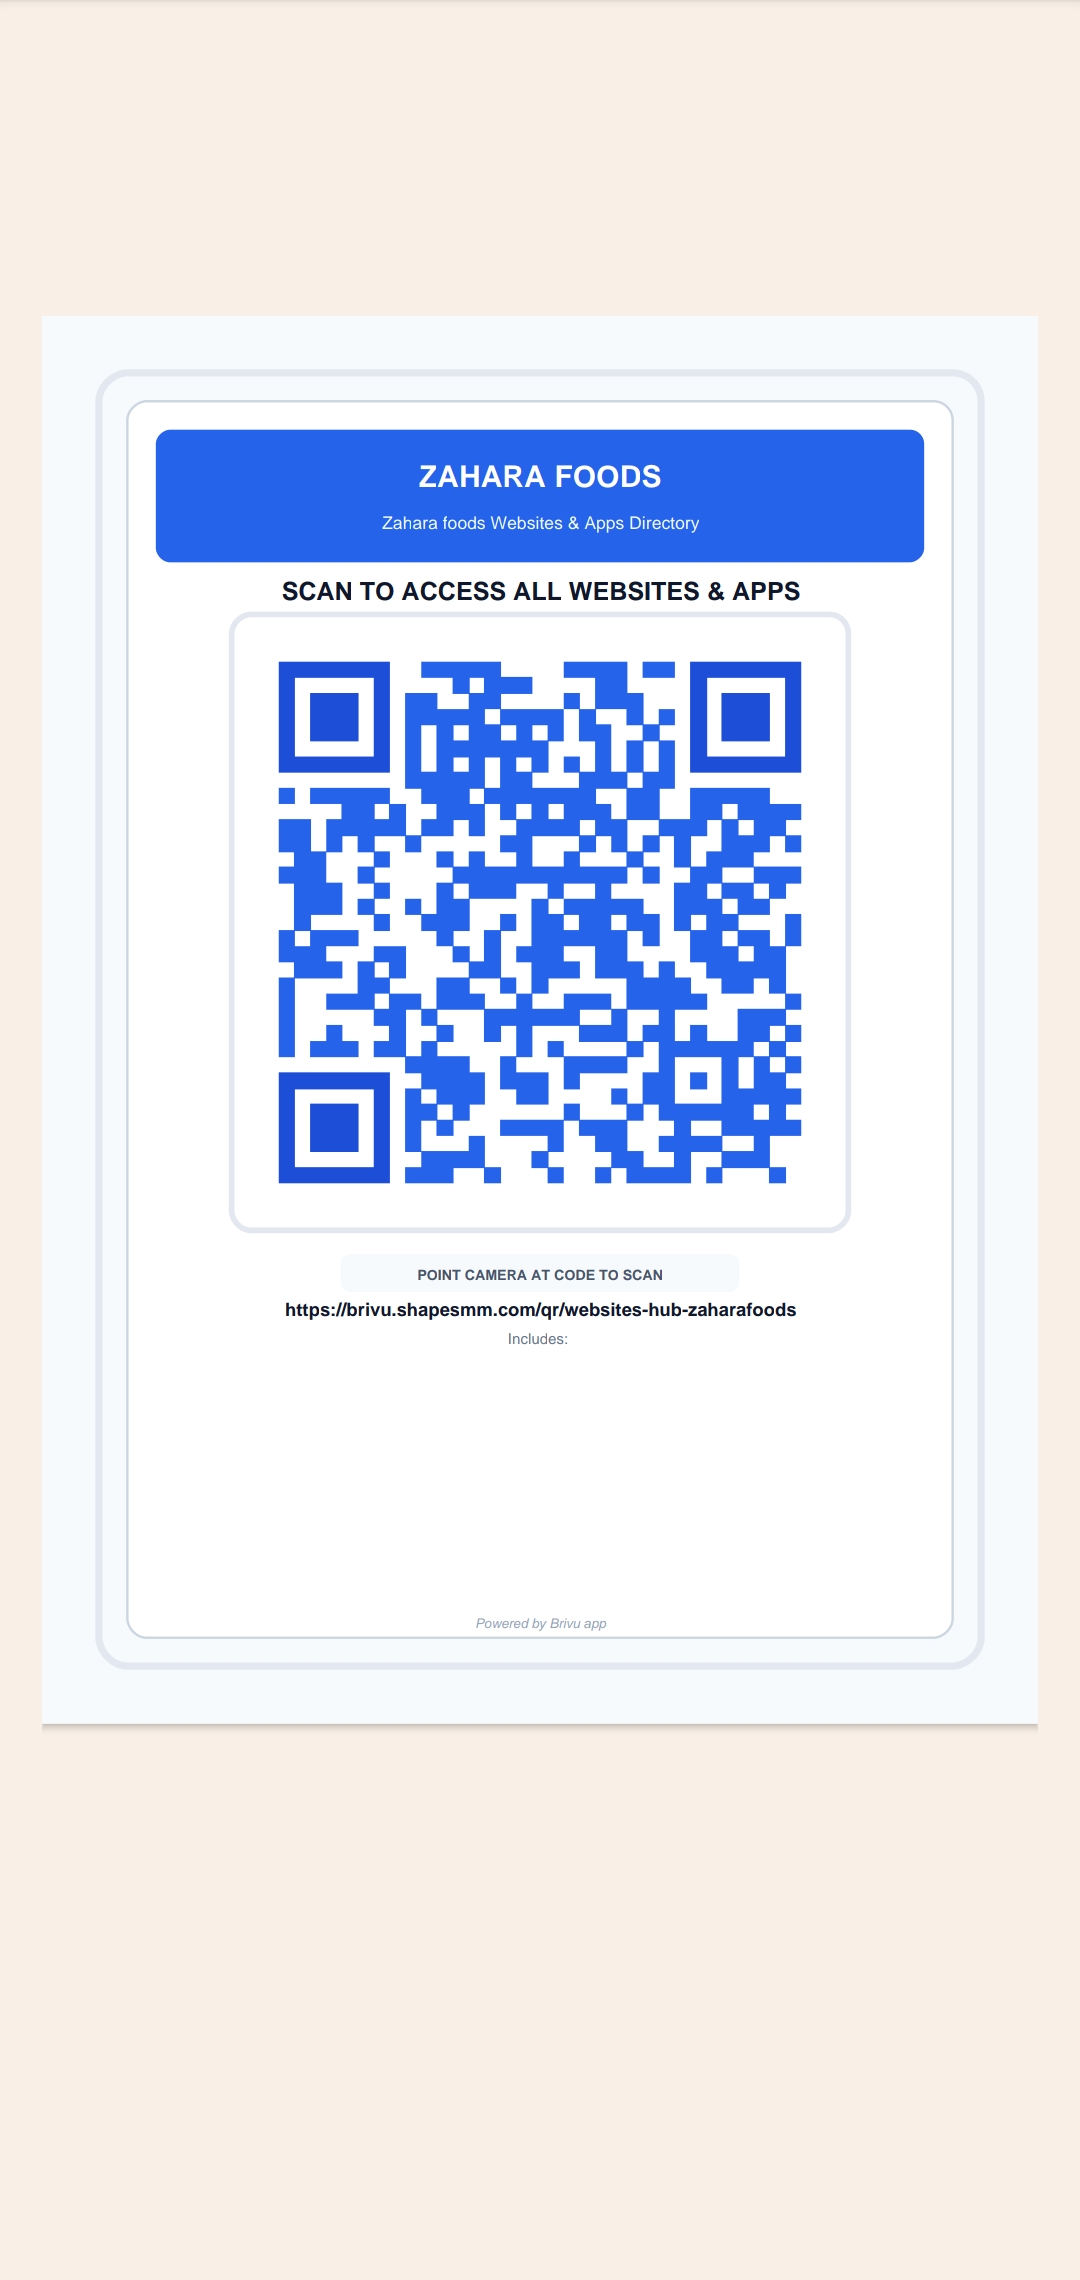 ZAHARA FOODS
Zahara foods Websites & Apps Directory
SCAN TO ACCESS ALL WEBSITES & APPS
POINT CAMERA AT CODE TO SCAN
https://brivu.shapesmm.com/qr/websites-hub-zaharafoods
Includes:
Powered by Brivu app